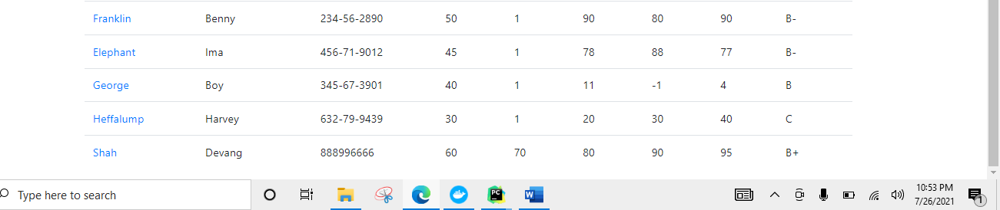 Franklin Benny 234-56-2890 50 1 90 80 90 B-
Elephant Ima 456-71-9012 45 1 78 88 77 B-
George Boy 345-67-3901 40 1 11 -1 4 B
Heffalump Harvey 632-79-9439 30 1 20 30 40 C
Shah Devang 888996666 60 70 80 90 95 B+
Type here to search
PC
W
10:53 PM
7/26/2021
1